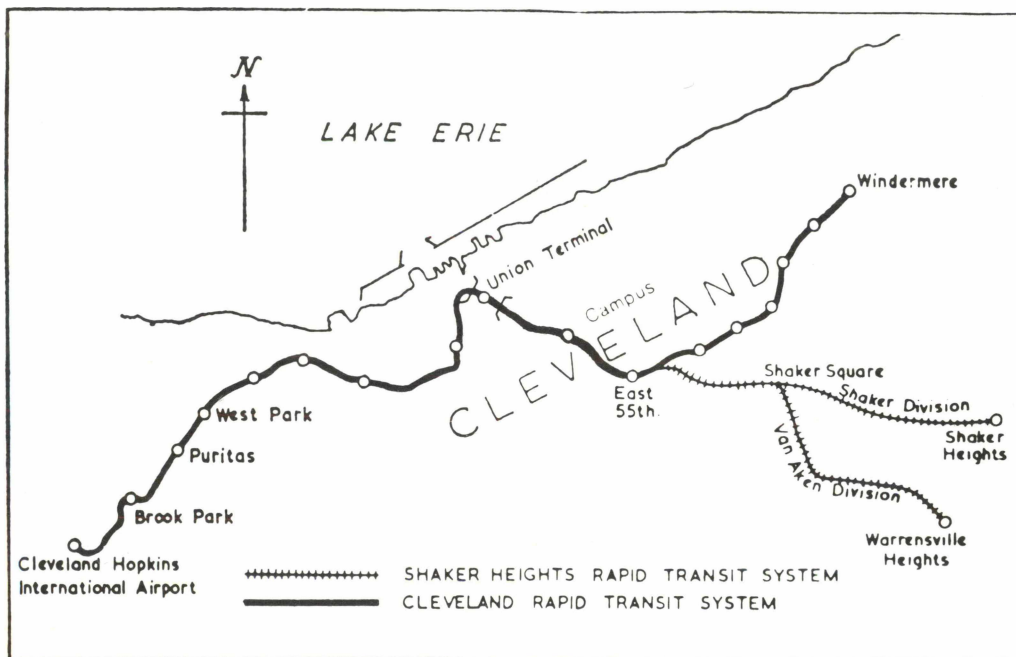 N
LAKE ERIE
Windermere
Union Terminal
Campus
CLEVELAND
East
55th.
Shaker Square
Shaker Division
Shaker
Heights
Van Aken Division
Warrensville
Heights
West Park
Puritas
Brook Park
Cleveland Hopkins
International Airport
SHAKER HEIGHTS RAPID TRANSIT SYSTEM
CLEVELAND RAPID TRANSIT SYSTEM